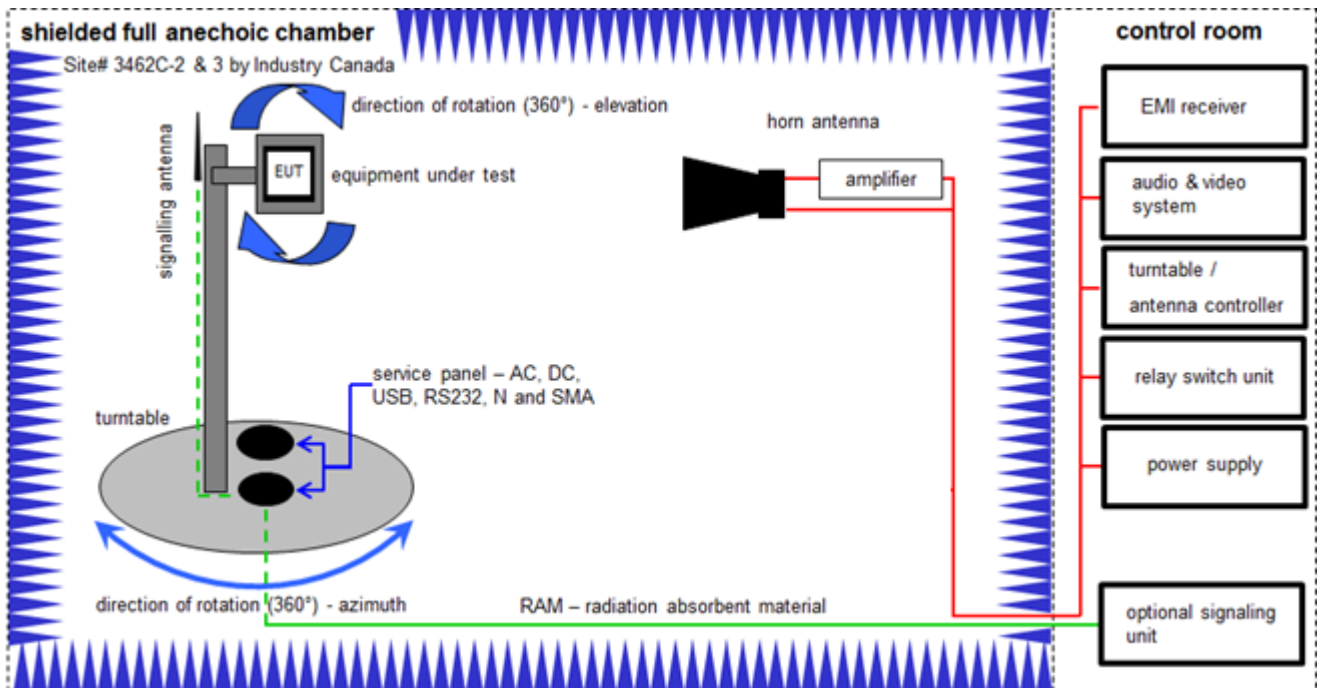 shielded full anechoic chamber
control room
Site# 3462C-2 & 3 by Industry Canada
direction of rotation (360°) - elevation
signalling antenna
EUT
equipment under test
horn antenna
amplifier
EMI receiver
audio & video
system
turntable /
antenna controller
relay switch unit
power supply
service panel – AC, DC,
USB, RS232, N and SMA
turntable
direction of rotation (360°) - azimuth
RAM – radiation absorbent material
optional signaling
unit